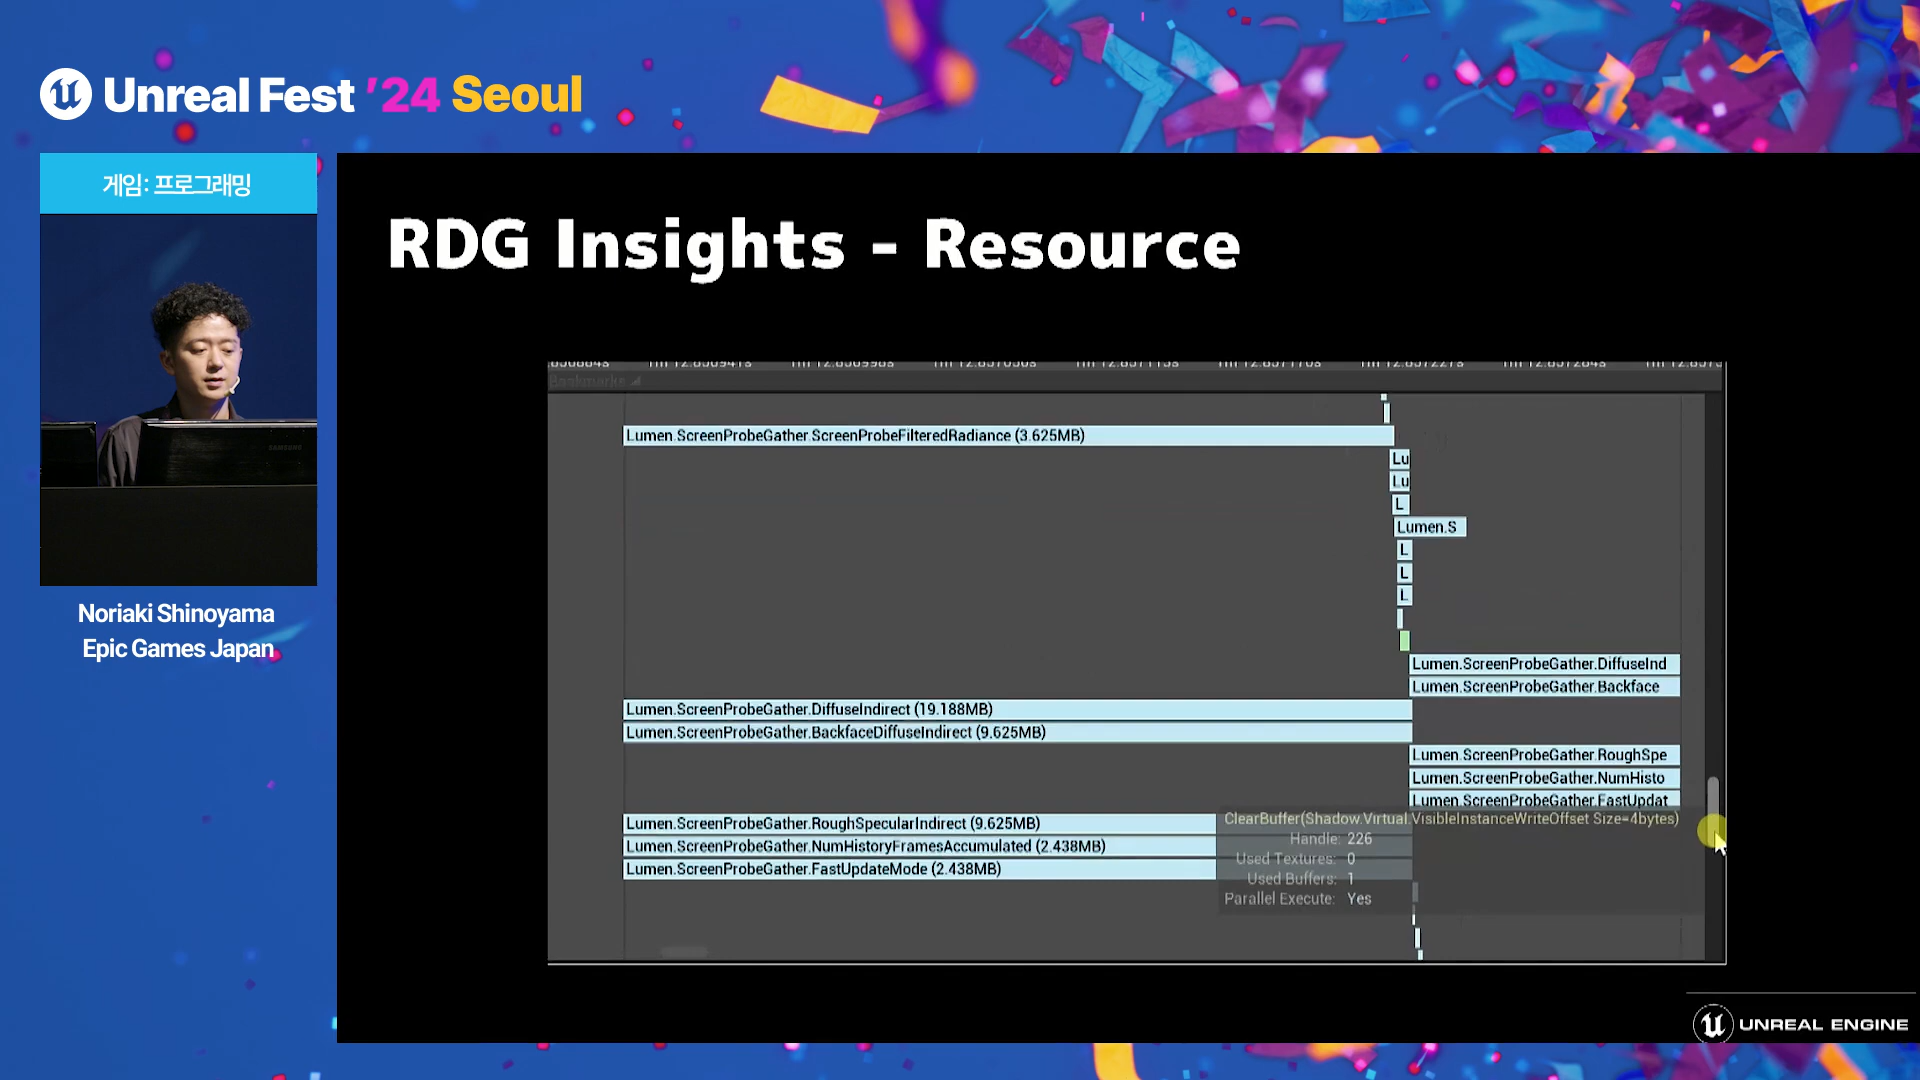 Unreal Fest '24 Seoul
게임: 프로그래밍
Noriaki Shinoyama
Epic Games Japan
RDG Insights - Resource
Bookmarks
Lumen.ScreenProbeGather.ScreenProbeFilteredRadiance (3.625MB)
Lu
Lu
L
Lumen.S
L
L
L
Lumen.ScreenProbeGather.DiffuseInd
Lumen.ScreenProbeGather.Backface
Lumen.ScreenProbeGather.DiffuseIndirect (19.188MB)
Lumen.ScreenProbeGather.BackfaceDiffuseIndirect (9.625MB)
Lumen.ScreenProbeGather.RoughSpe
Lumen.ScreenProbeGather.NumHisto
Lumen.ScreenProbeGather.FastUpdat
Lumen.ScreenProbeGather.RoughSpecularIndirect (9.625MB)
Lumen.ScreenProbeGather.NumHistoryFramesAccumulated (2.438MB)
Lumen.ScreenProbeGather.FastUpdateMode (2.438MB)
ClearBuffer(Shadow.Virtual.VisibleInstanceWriteOffset Size=4bytes)
Handle: 226
Used Textures: 0
Used Buffers: 1
Parallel Execute: Yes
UNREAL ENGINE